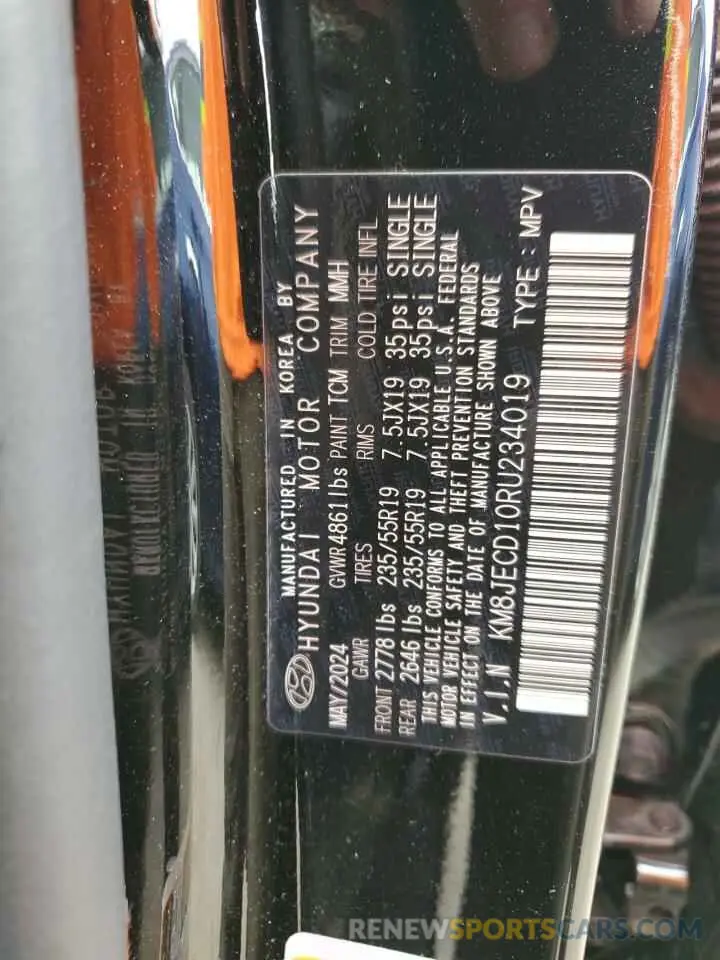 MANUFACTURED IN KOREA BY
HYUNDAI MOTOR COMPANY
MAY/2024 GVWR 4861lbs PAINT TCM TRIM MMH
GAWR TIRES RIMS COLD TIRE INFL
FRONT 2778 lbs 235/55R19 7.5JX19 35psi SINGLE
REAR 2646 lbs 235/55R19 7.5JX19 35psi SINGLE
THIS VEHICLE CONFORMS TO ALL APPLICABLE U.S.A. FEDERAL
MOTOR VEHICLE SAFETY AND THEFT PREVENTION STANDARDS
IN EFFECT ON THE DATE OF MANUFACTURE SHOWN ABOVE
V.I.N KM8JECD10RU234019 TYPE : MPV
RENEWSPORTSCARS.COM